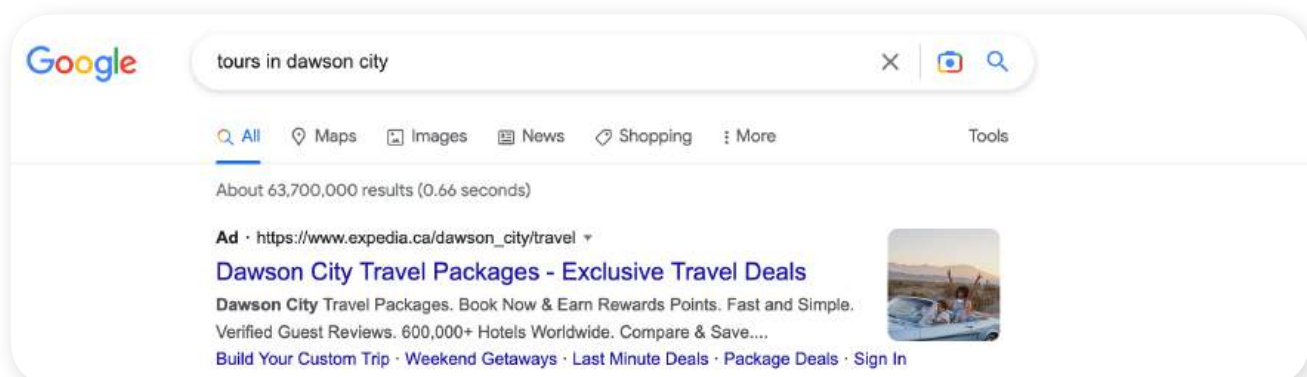 Google
tours in dawson city
All Maps Images News Shopping More Tools
About 63,700,000 results (0.66 seconds)
Ad · https://www.expedia.ca/dawson_city/travel
Dawson City Travel Packages - Exclusive Travel Deals
Dawson City Travel Packages. Book Now & Earn Rewards Points. Fast and Simple.
Verified Guest Reviews. 600,000+ Hotels Worldwide. Compare & Save....
Build Your Custom Trip · Weekend Getaways · Last Minute Deals · Package Deals · Sign In